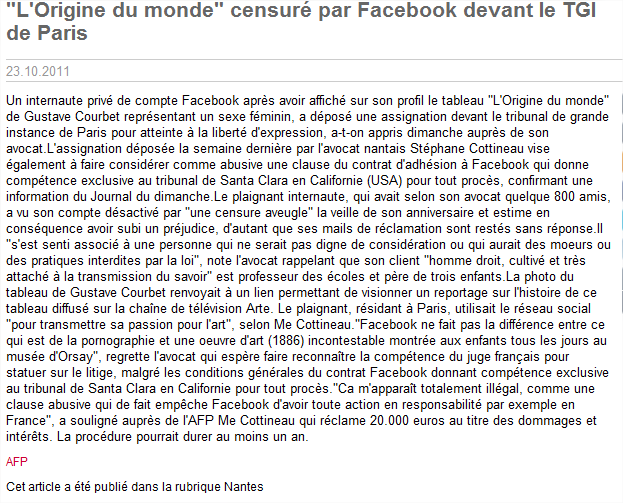 "L'Origine du monde" censuré par Facebook devant le TGI
de Paris
23.10.2011
Un internaute privé de compte Facebook après avoir affiché sur son profil le tableau "L'Origine du monde"
de Gustave Courbet représentant un sexe féminin, a déposé une assignation devant le tribunal de grande
instance de Paris pour atteinte à la liberté d'expression, a-t-on appris dimanche auprès de son
avocat.L'assignation déposée la semaine dernière par l'avocat nantais Stéphane Cottineau vise
également à faire considérer comme abusive une clause du contrat d'adhésion à Facebook qui donne
compétence exclusive au tribunal de Santa Clara en Californie (USA) pour tout procès, confirmant une
information du Journal du dimanche.Le plaignant internaute, qui avait selon son avocat quelque 800 amis,
a vu son compte désactivé par "une censure aveugle" la veille de son anniversaire et estime en
conséquence avoir subi un préjudice, d'autant que ses mails de réclamation sont restés sans réponse.Il
"s'est senti associé à une personne qui ne serait pas digne de considération ou qui aurait des moeurs ou
des pratiques interdites par la loi", note l'avocat rappelant que son client "homme droit, cultivé et très
attaché à la transmission du savoir" est professeur des écoles et père de trois enfants.La photo du
tableau de Gustave Courbet renvoyait à un lien permettant de visionner un reportage sur l'histoire de ce
tableau diffusé sur la chaîne de télévision Arte. Le plaignant, résidant à Paris, utilisait le réseau social
"pour transmettre sa passion pour l'art", selon Me Cottineau."Facebook ne fait pas la différence entre ce
qui est de la pornographie et une oeuvre d'art (1886) incontestable montrée aux enfants tous les jours au
musée d'Orsay", regrette l'avocat qui espère faire reconnaître la compétence du juge français pour
statuer sur le litige, malgré les conditions générales du contrat Facebook donnant compétence exclusive
au tribunal de Santa Clara en Californie pour tout procès."Ca m'apparaît totalement illégal, comme une
clause abusive qui de fait empêche Facebook d'avoir toute action en responsabilité par exemple en
France", a souligné auprès de l'AFP Me Cottineau qui réclame 20.000 euros au titre des dommages et
intérêts. La procédure pourrait durer au moins un an.
AFP
Cet article a été publié dans la rubrique Nantes